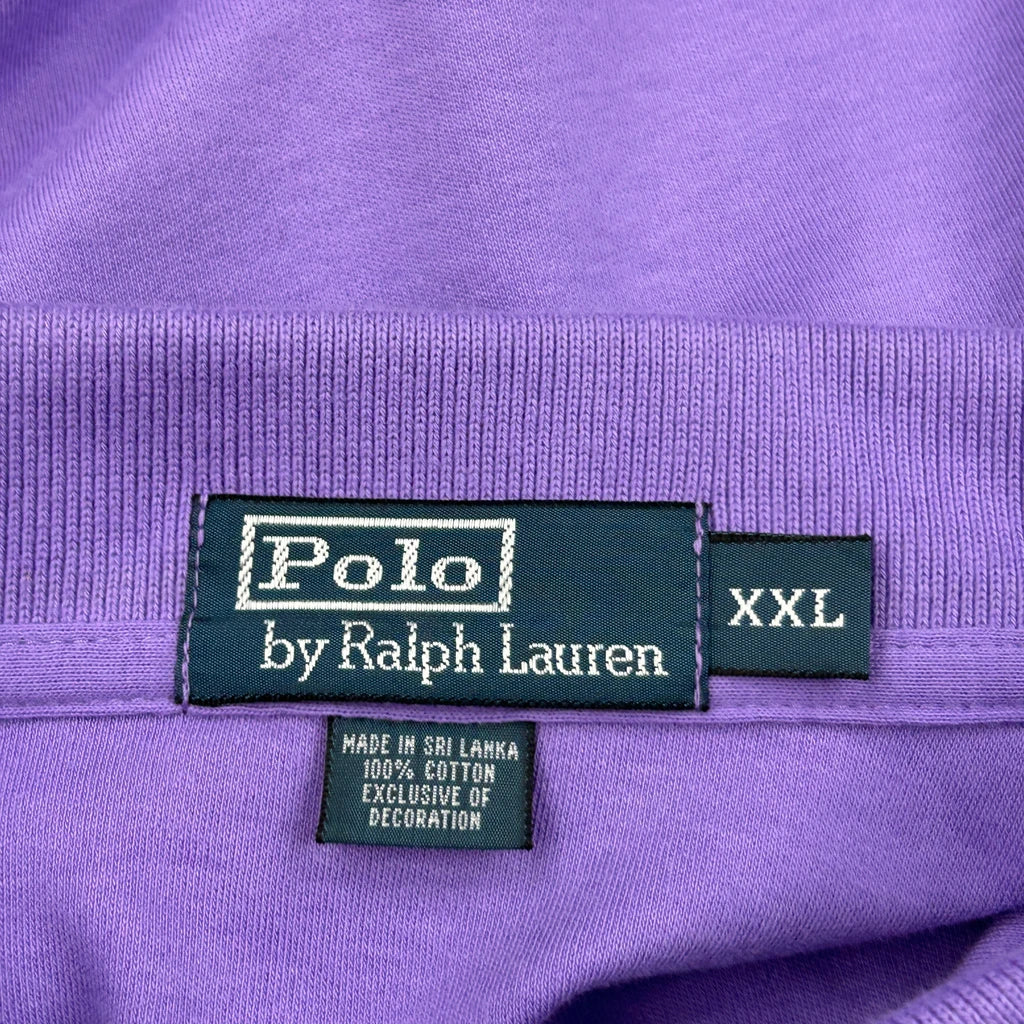 Polo
by Ralph Lauren
XXL
MADE IN SRI LANKA
100% COTTON
EXCLUSIVE OF
DECORATION